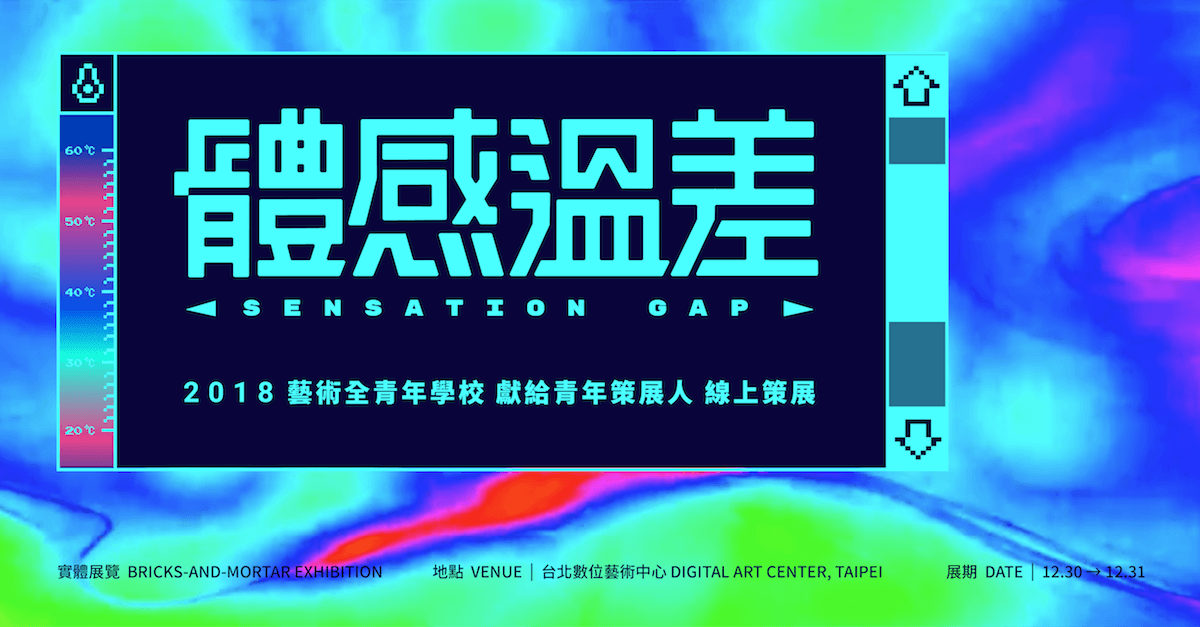 60℃
50℃
40℃
30℃
20℃
體感溫差
SENSATION GAP
2018 藝術全青年學校 獻給青年策展人 線上策展
實體展覽 BRICKS-AND-MORTAR EXHIBITION
地點 VENUE | 台北數位藝術中心 DIGITAL ART CENTER, TAIPEI
展期 DATE | 12.30 → 12.31